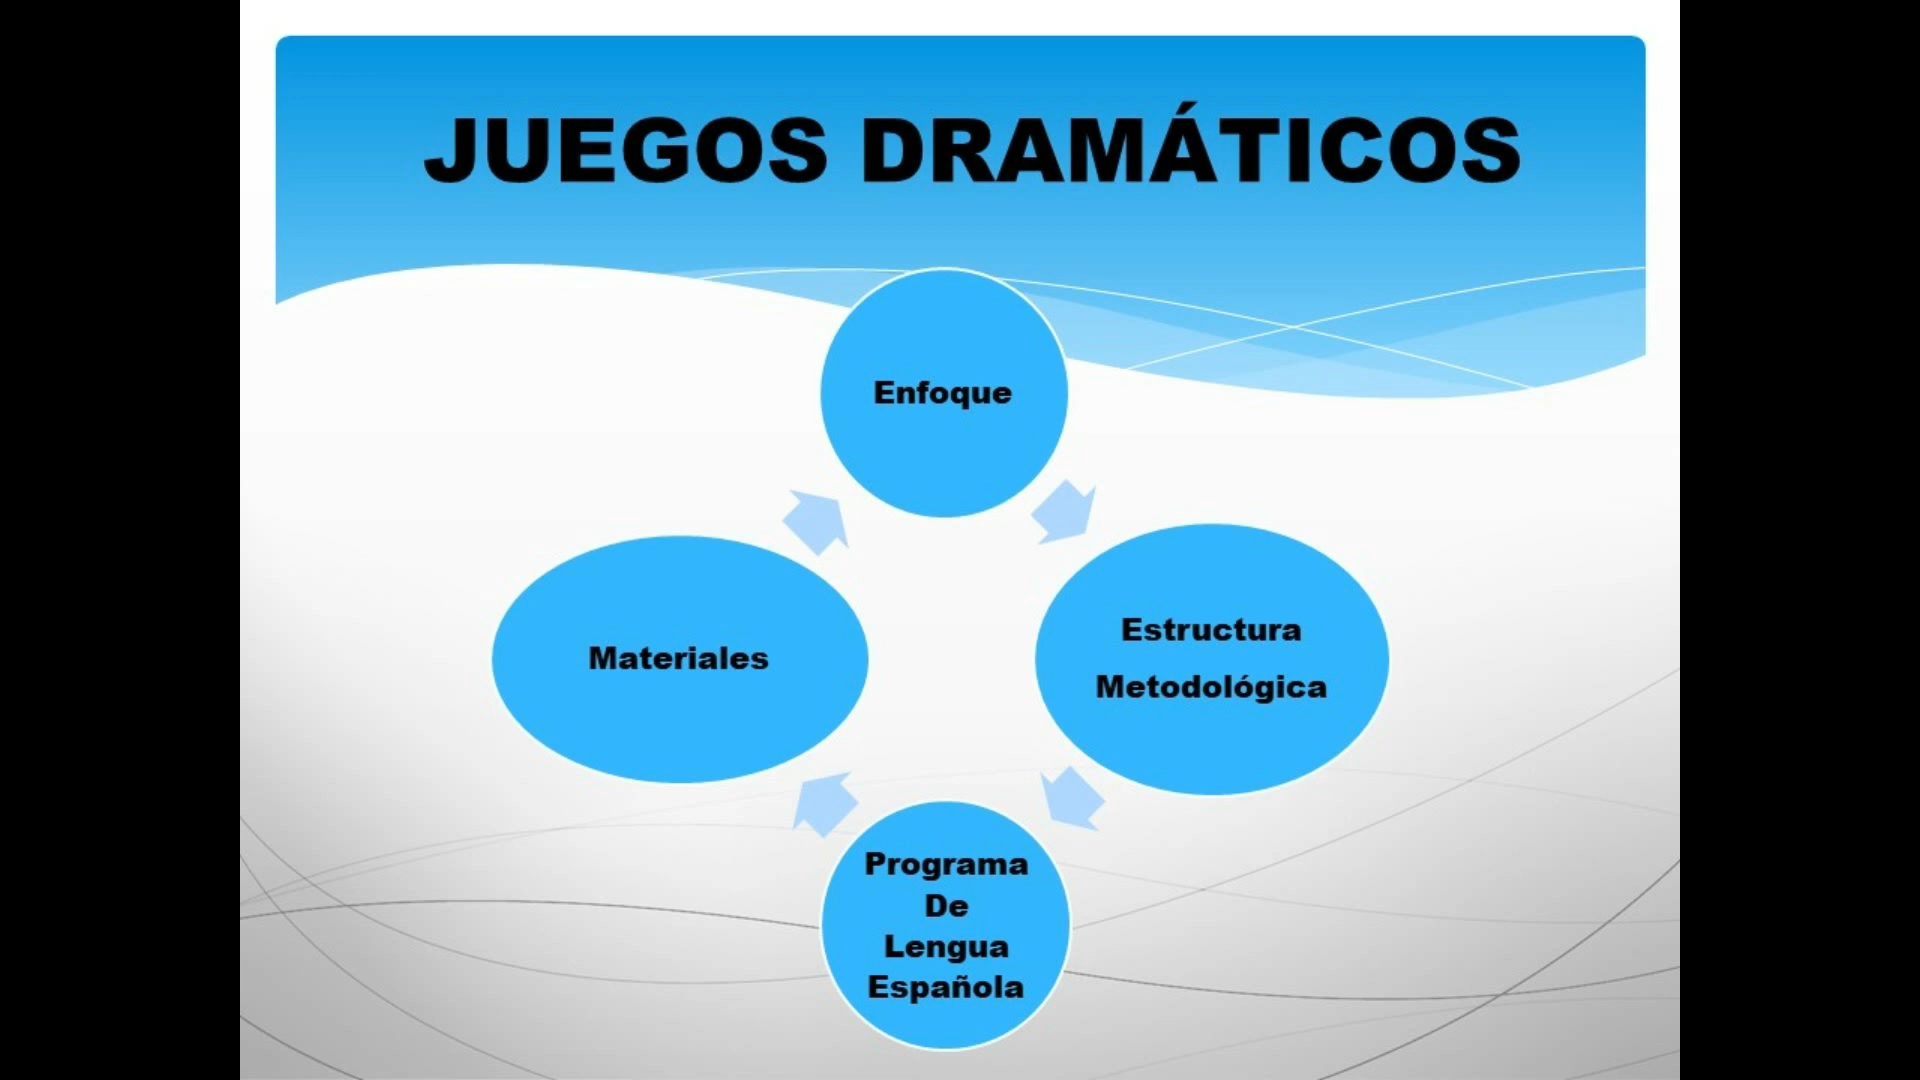 JUEGOS DRAMÁTICOS
Enfoque
Estructura
Metodológica
Programa
De
Lengua
Española
Materiales